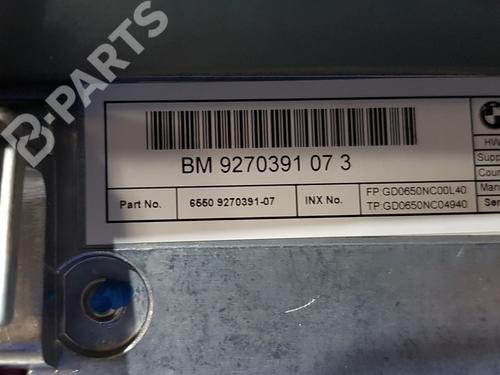 B-PARTS
BM 9270391 07 3
Part No. 6550 9270391-07 INX No. FP:GD0650NC00L40
TP:GD0650NC04940
HW
Supp
Coun
Man
Seri